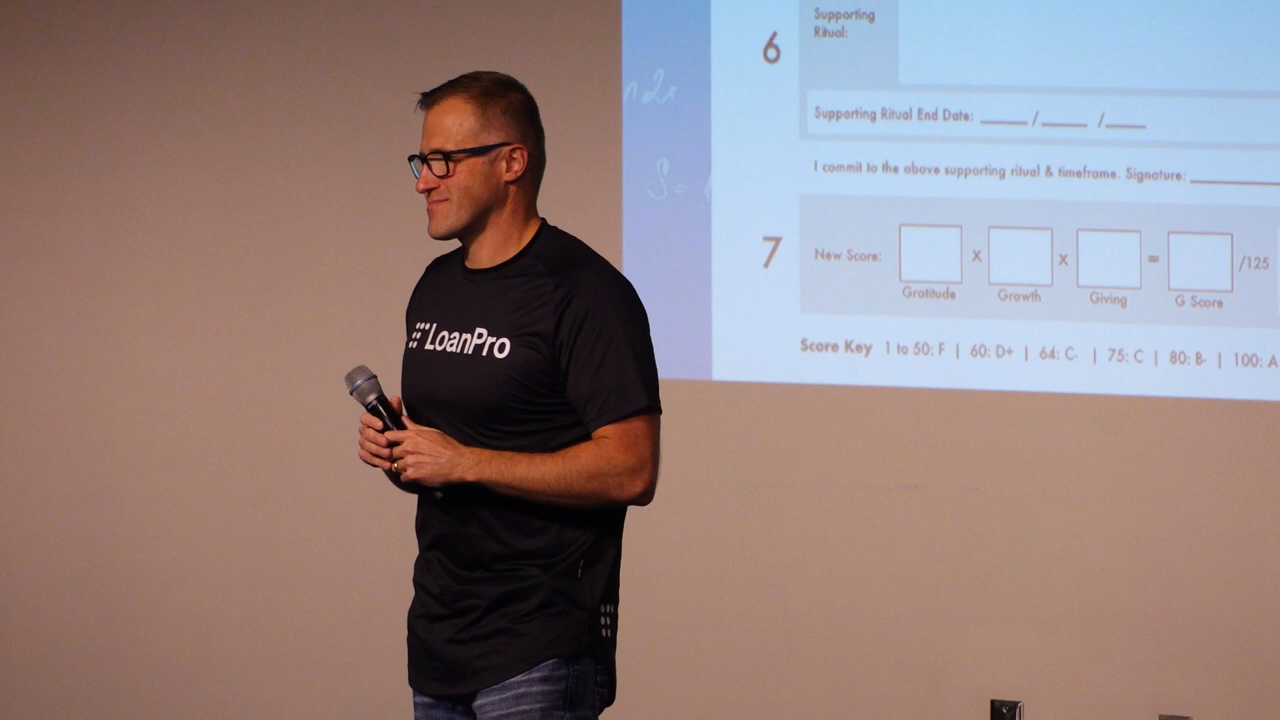 LoanPro
6
Supporting
Ritual:
Supporting Ritual End Date: ____ / ____ / ____
I commit to the above supporting ritual & timeframe. Signature: ____
7
New Score:
x
x
=
/125
Gratitude
Growth
Giving
G Score
Score Key 1 to 50: F | 60: D+ | 64: C- | 75: C | 80: B- | 100: A